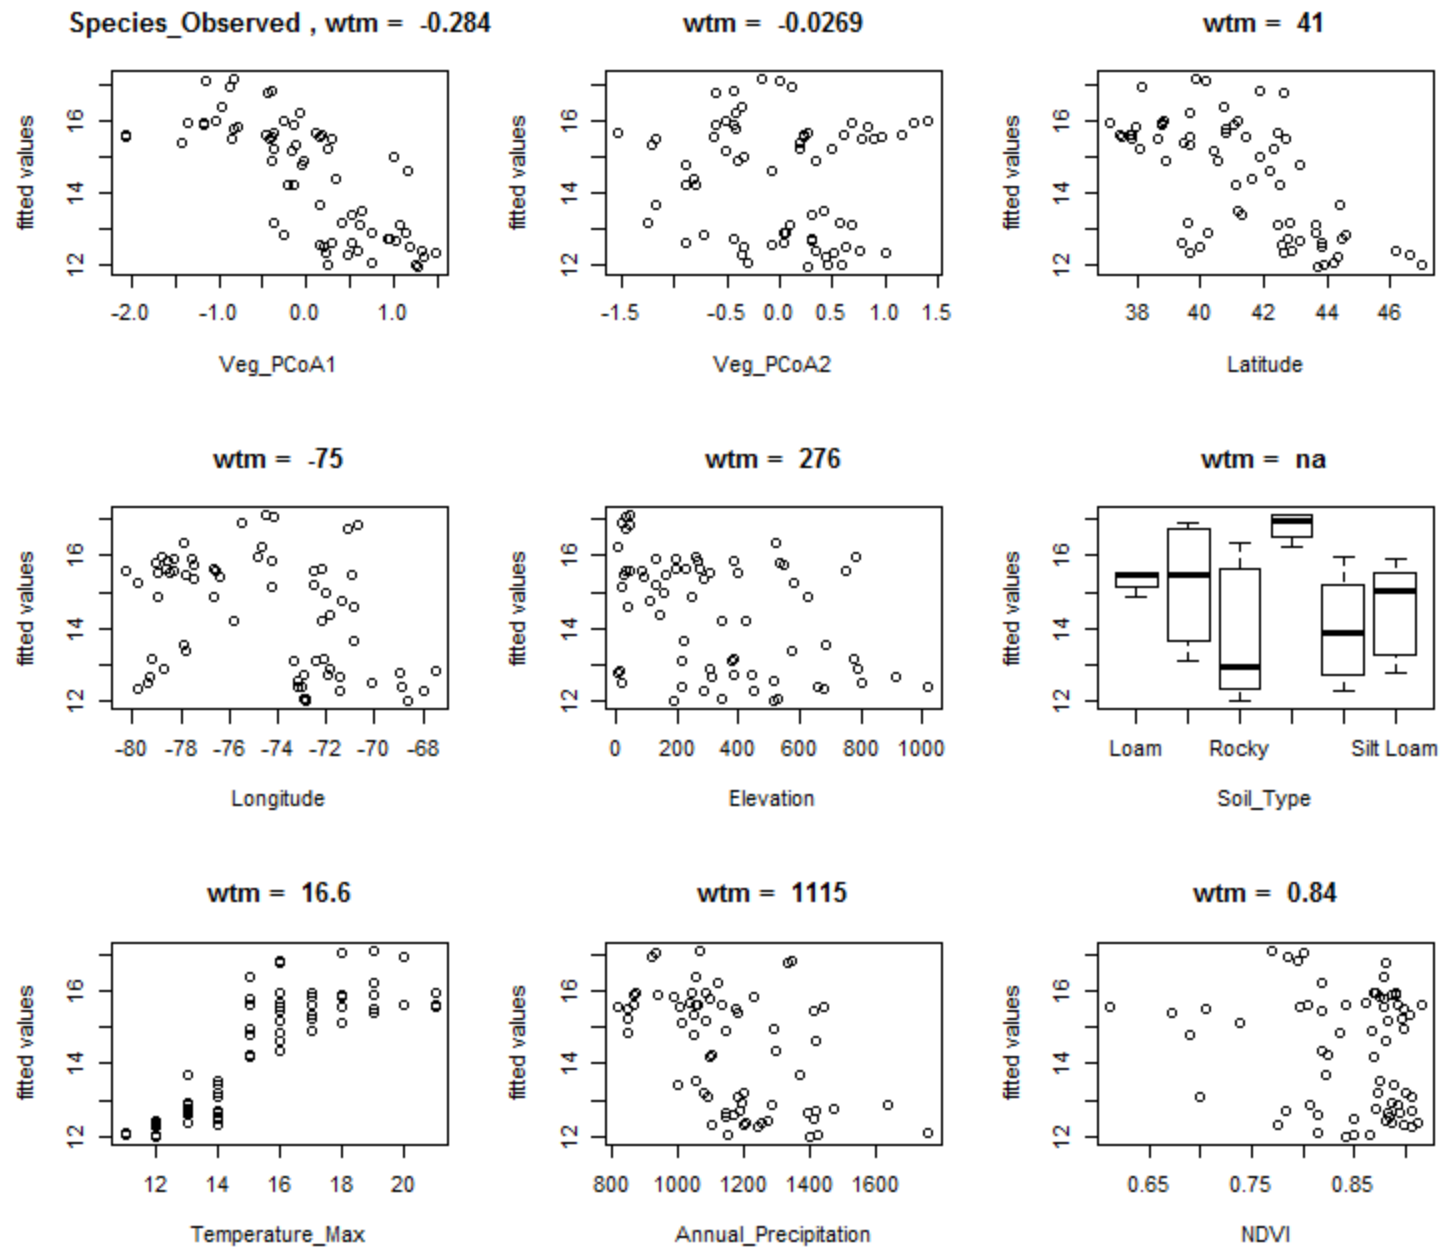 Species_Observed , wtm = -0.284
wtm = -0.0269
wtm = 41
fitted values
16
14
12
-2.0 -1.0 0.0 1.0
Veg_PCoA1
fitted values
16
14
12
-1.5 -0.5 0.0 0.5 1.0 1.5
Veg_PCoA2
fitted values
16
14
12
38 40 42 44 46
Latitude
wtm = -75
wtm = 276
wtm = na
fitted values
16
14
12
-80 -78 -76 -74 -72 -70 -68
Longitude
fitted values
16
14
12
0 200 400 600 800 1000
Elevation
fitted values
16
14
12
Loam Rocky Silt Loam
Soil_Type
wtm = 16.6
wtm = 1115
wtm = 0.84
fitted values
16
14
12
12 14 16 18 20
Temperature_Max
fitted values
16
14
12
800 1000 1200 1400 1600
Annual_Precipitation
fitted values
16
14
12
0.65 0.75 0.85
NDVI